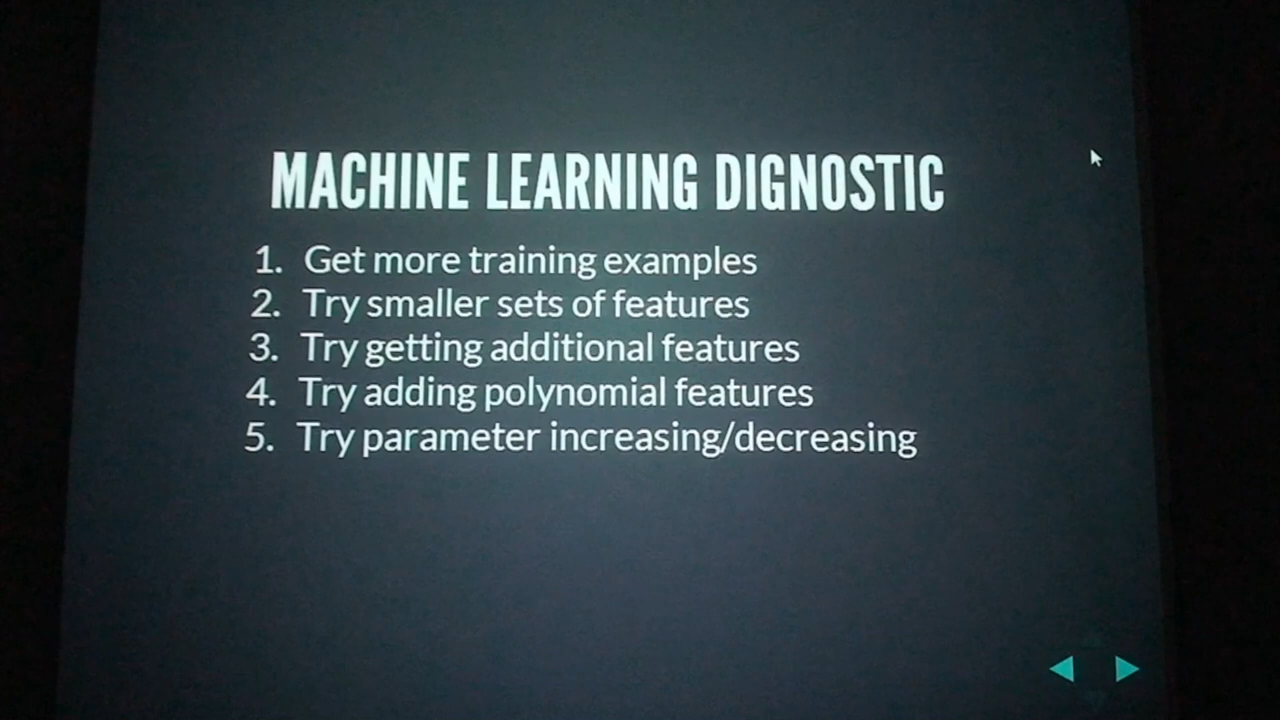 MACHINE LEARNING DIGNOSTIC
1. Get more training examples
2. Try smaller sets of features
3. Try getting additional features
4. Try adding polynomial features
5. Try parameter increasing/decreasing